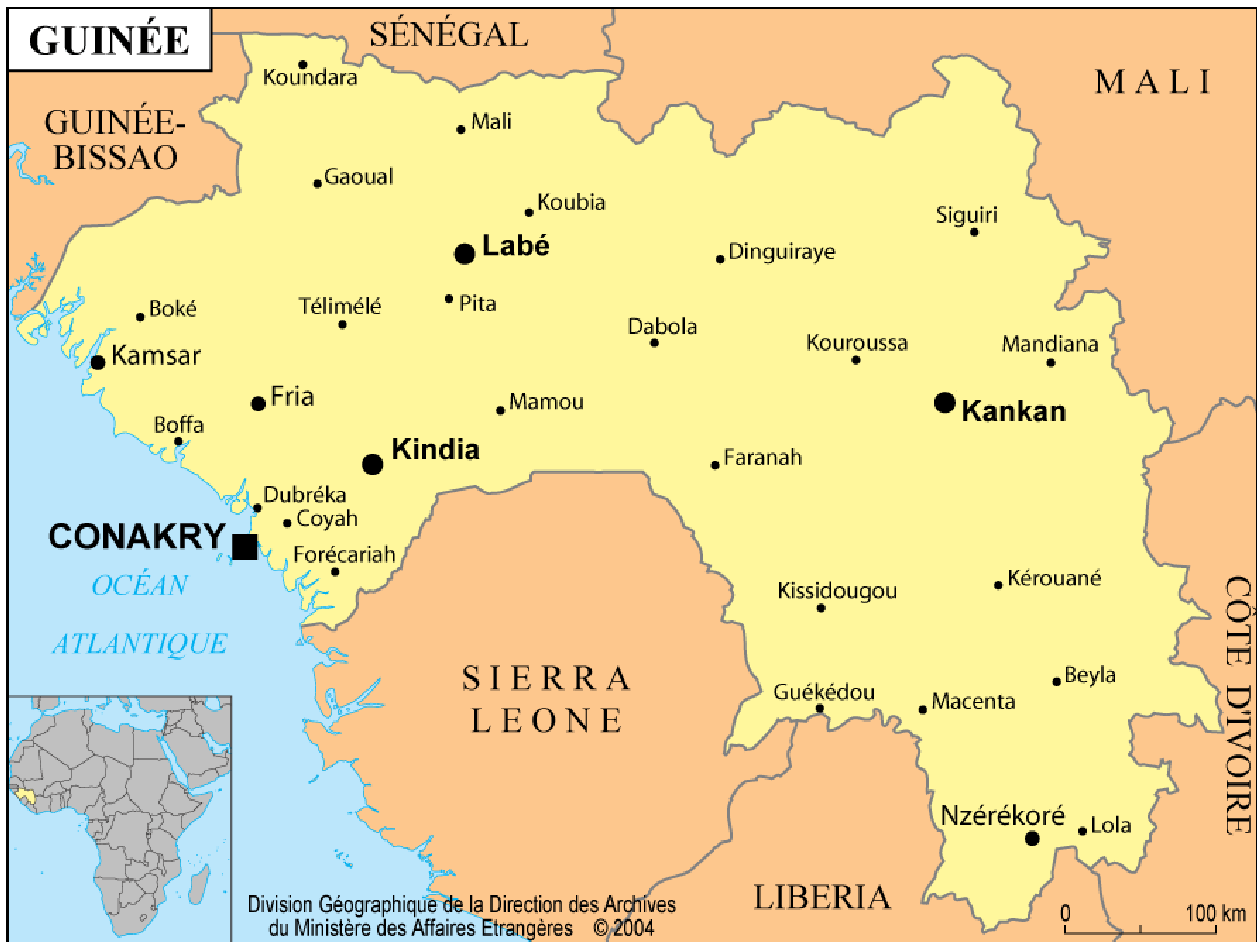 GUINÉE
SÉNÉGAL
MALI
GUINÉE-
BISSAO
Koundara
Mali
Gaoual
Koubia
Siguiri
Labé
Dinguiraye
Boké
Télimélé
Pita
Dabola
Kouroussa
Mandiana
Kamsar
Fria
Mamou
Kankan
Boffa
Kindia
Faranah
Dubréka
Coyah
CONAKRY
Forécariah
OCÉAN
ATLANTIQUE
Kissidougou
Kérouané
CÔTE D'IVOIRE
SIERRA
LEONE
Guékédou
Macenta
Beyla
Nzérékoré
Lola
LIBERIA
Division Géographique de la Direction des Archives
du Ministère des Affaires Etrangères © 2004
0 100 km